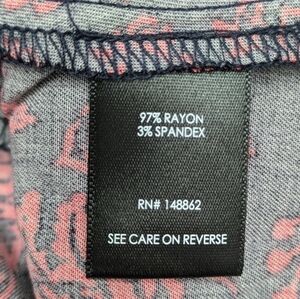 97% RAYON
3% SPANDEX
RN# 148862
SEE CARE ON REVERSE